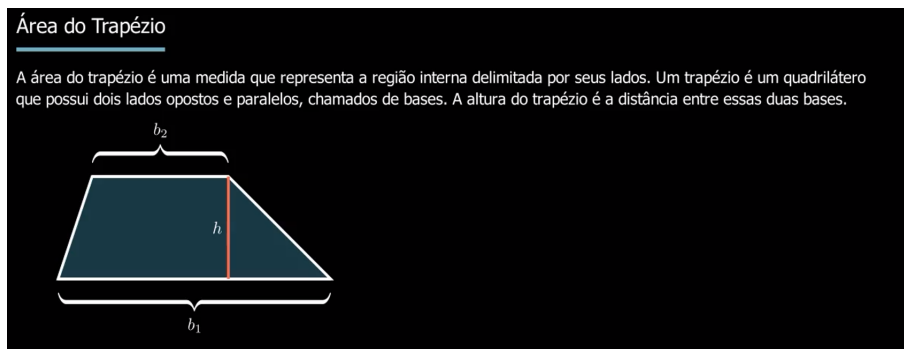 Área do Trapézio
A área do trapézio é uma medida que representa a região interna delimitada por seus lados. Um trapézio é um quadrilátero
que possui dois lados opostos e paralelos, chamados de bases. A altura do trapézio é a distância entre essas duas bases.
b₂
h
b₁